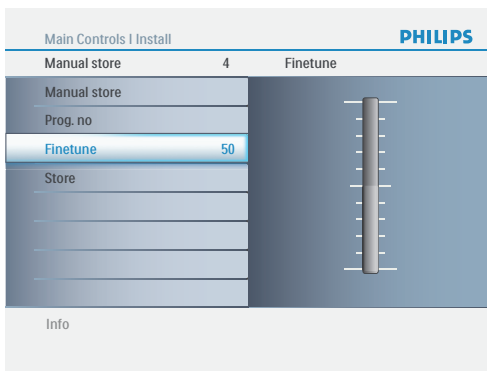 Main Controls I Install PHILIPS
Manual store 4 Finetune
Manual store
Prog. no
Finetune 50
Store
Info